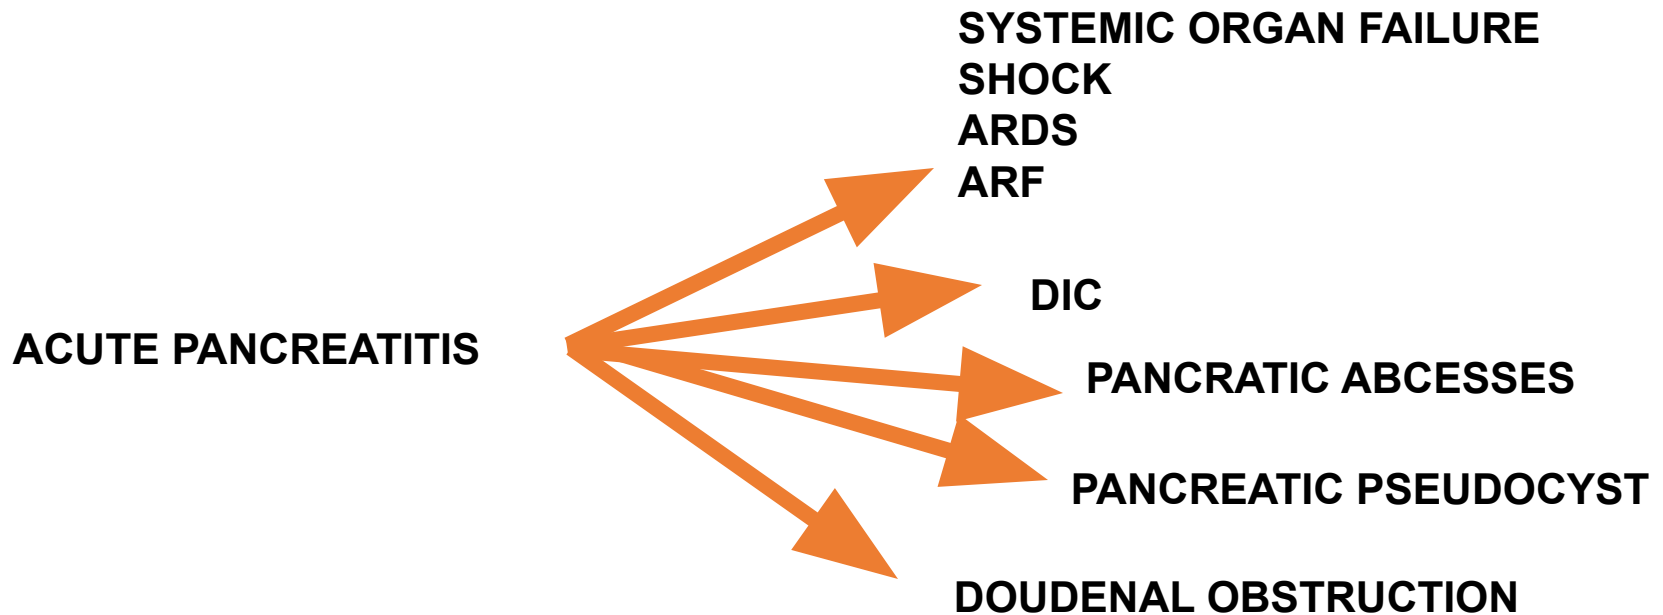 SYSTEMIC ORGAN FAILURE
SHOCK
ARDS
ARF
DIC
ACUTE PANCREATITIS
PANCRATIC ABCESSES
PANCREATIC PSEUDOCYST
DOUDENAL OBSTRUCTION